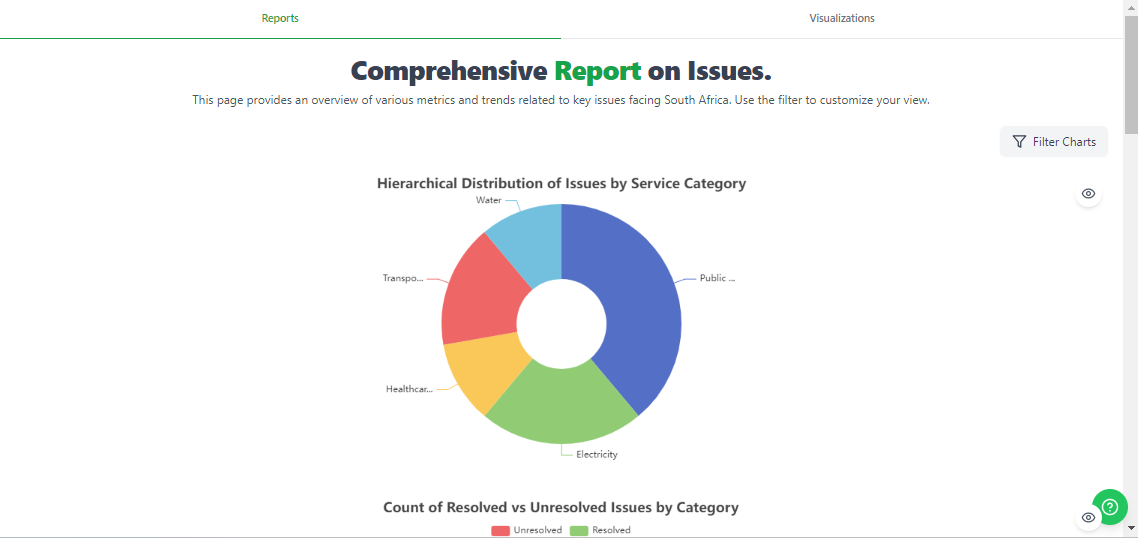 Reports
Visualizations
Comprehensive Report on Issues.
This page provides an overview of various metrics and trends related to key issues facing South Africa. Use the filter to customize your view.
Filter Charts
Hierarchical Distribution of Issues by Service Category
Water
Transpo...
Public ...
Healthcar...
Electricity
Count of Resolved vs Unresolved Issues by Category
Unresolved
Resolved